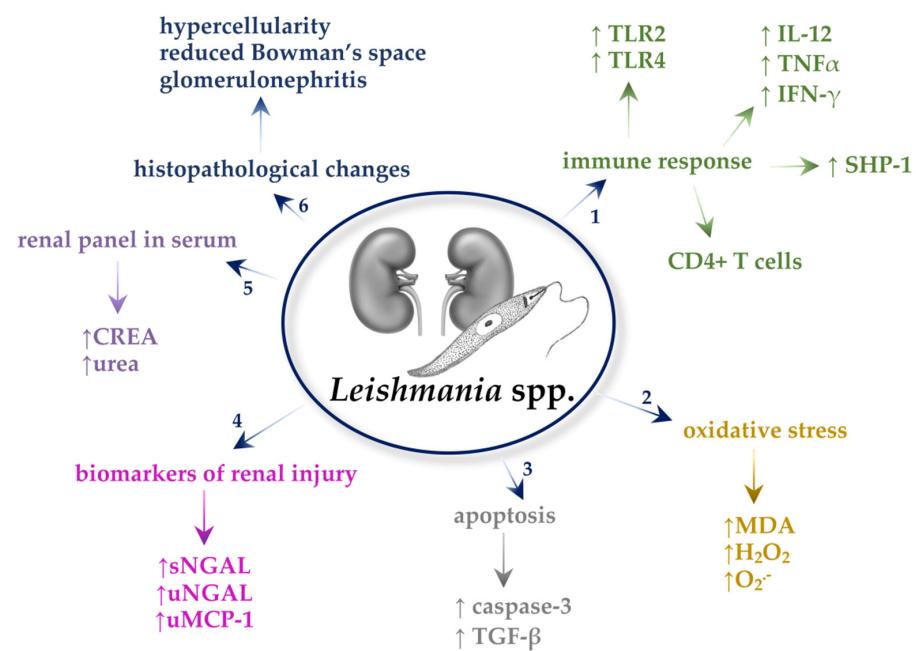 hypercellularity
reduced Bowman's space
glomerulonephritis
histopathological changes
6
↑ TLR2
↑ TLR4
↑ IL-12
↑ TNFα
↑ IFN-γ
immune response
↑ SHP-1
CD4+ T cells
1
renal panel in serum
5
↑CREA
↑urea
Leishmania spp.
2
oxidative stress
↑MDA
↑H₂O₂
↑O₂·⁻
4
biomarkers of renal injury
↑sNGAL
↑uNGAL
↑uMCP-1
3
apoptosis
↑ caspase-3
↑ TGF-β